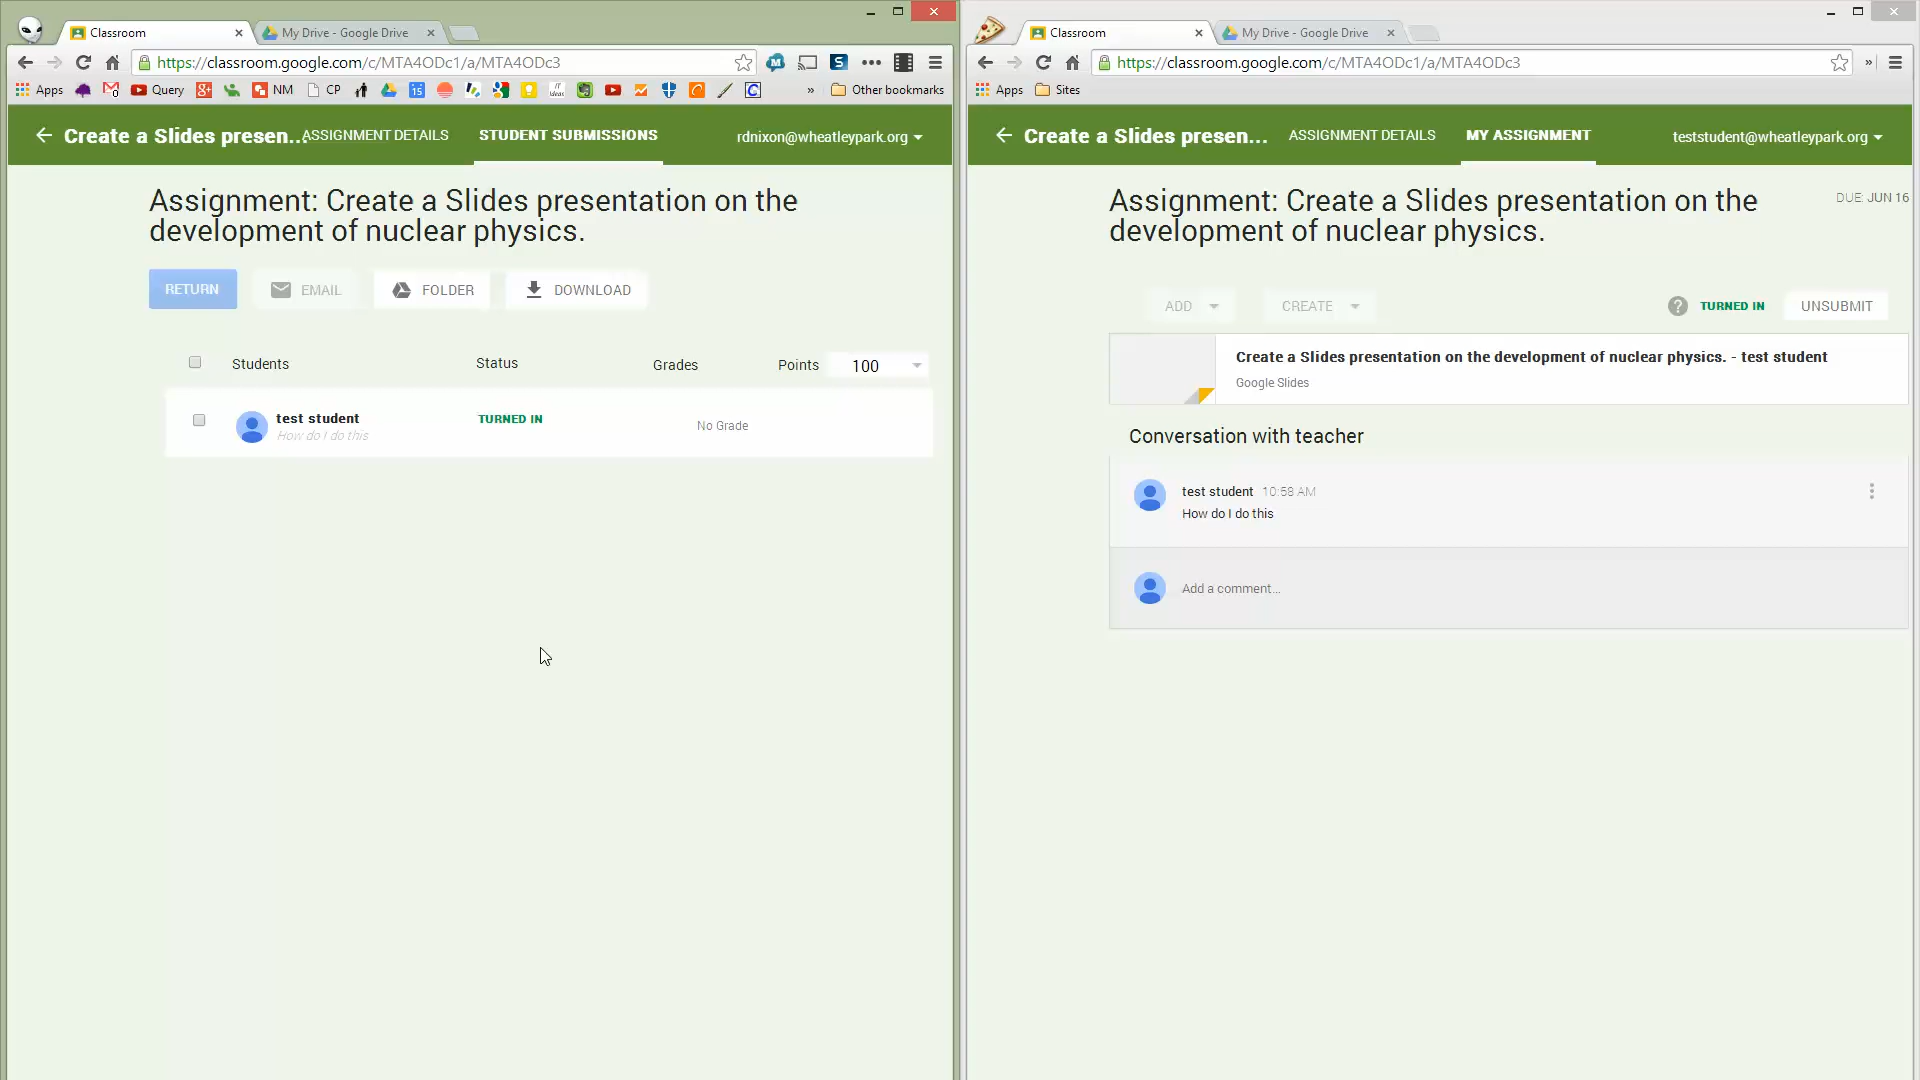 Classroom
My Drive - Google Drive
https://classroom.google.com/c/MTA4ODc1/a/MTA4ODc3
Apps
Query
NM
CP
15
Other bookmarks
Create a Slides presen...
ASSIGNMENT DETAILS
STUDENT SUBMISSIONS
rdnixon@wheatleypark.org
Assignment: Create a Slides presentation on the
development of nuclear physics.
RETURN
EMAIL
FOLDER
DOWNLOAD
Students
Status
Grades
Points
100
test student
How do I do this
TURNED IN
No Grade
Classroom
My Drive - Google Drive
https://classroom.google.com/c/MTA4ODc1/a/MTA4ODc3
Apps
Sites
Create a Slides presen...
ASSIGNMENT DETAILS
MY ASSIGNMENT
teststudent@wheatleypark.org
Assignment: Create a Slides presentation on the
development of nuclear physics.
DUE: JUN 16
ADD
CREATE
TURNED IN
UNSUBMIT
Create a Slides presentation on the development of nuclear physics. - test student
Google Slides
Conversation with teacher
test student 10:58 AM
How do I do this
Add a comment...